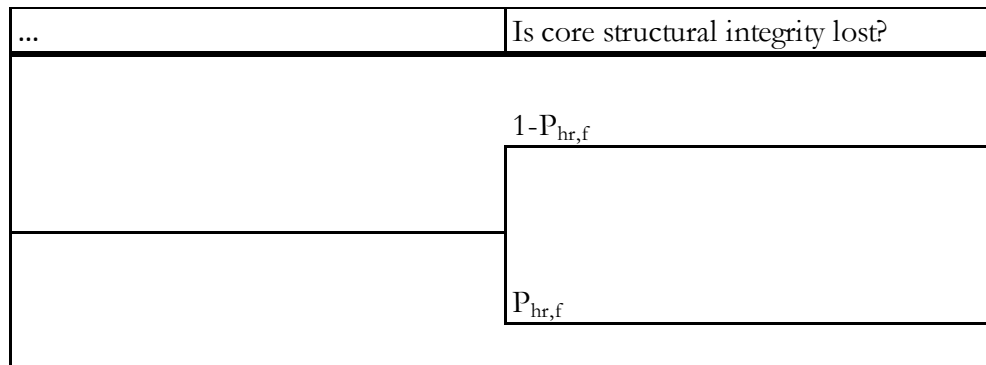 ...
Is core structural integrity lost?
1-P_hr,f
P_hr,f